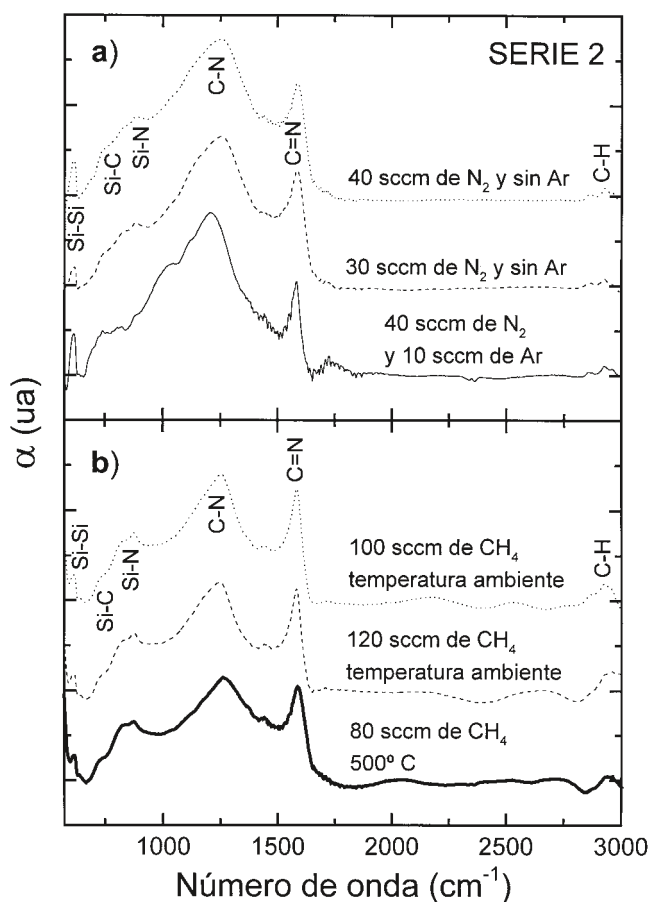 a)
SERIE 2
Si-Si
Si-C
Si-N
C-N
C=N
C-H
40 sccm de N₂ y sin Ar
30 sccm de N₂ y sin Ar
40 sccm de N₂
y 10 sccm de Ar
α (ua)
b)
Si-Si
Si-C
Si-N
C-N
C=N
C-H
100 sccm de CH₄
temperatura ambiente
120 sccm de CH₄
temperatura ambiente
80 sccm de CH₄
500º C
1000 1500 2000 2500 3000
Número de onda (cm⁻¹)